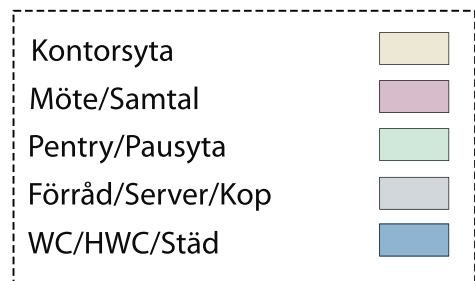 Kontorsyta
Möte/Samtal
Pentry/Pausyta
Förråd/Server/Kop
WC/HWC/Städ